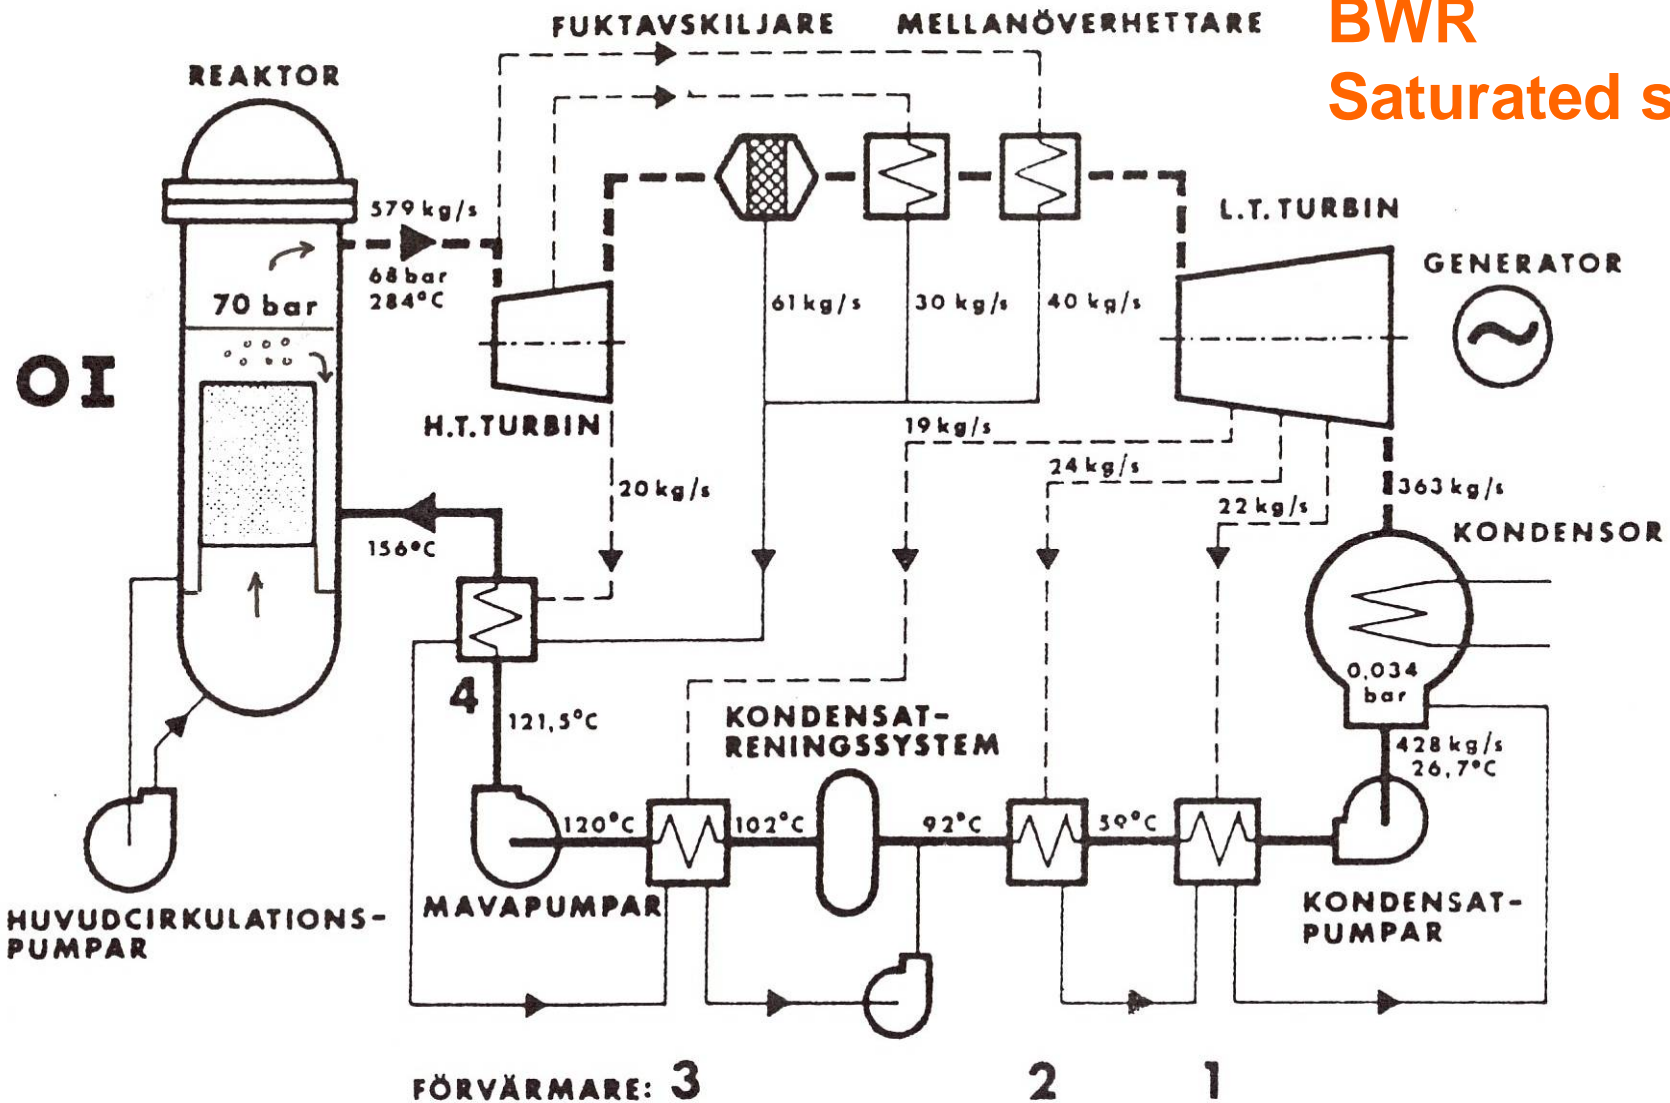 BWR
Saturated s
FUKTAVSKILJARE
MELLANÖVERHETTARE
REAKTOR
579 kg/s
68 bar
284°C
70 bar
61 kg/s
30 kg/s
40 kg/s
L.T. TURBIN
GENERATOR
OI
H.T. TURBIN
19 kg/s
24 kg/s
22 kg/s
20 kg/s
363 kg/s
KONDENSOR
156°C
0,034
bar
4
121,5°C
KONDENSAT-
RENINGSSYSTEM
428 kg/s
26,7°C
120°C
102°C
92°C
59°C
MAVAPUMPAR
HUVUDCIRKULATIONS-
PUMPAR
KONDENSAT-
PUMPAR
FÖRVÄRMARE: 3
2
1